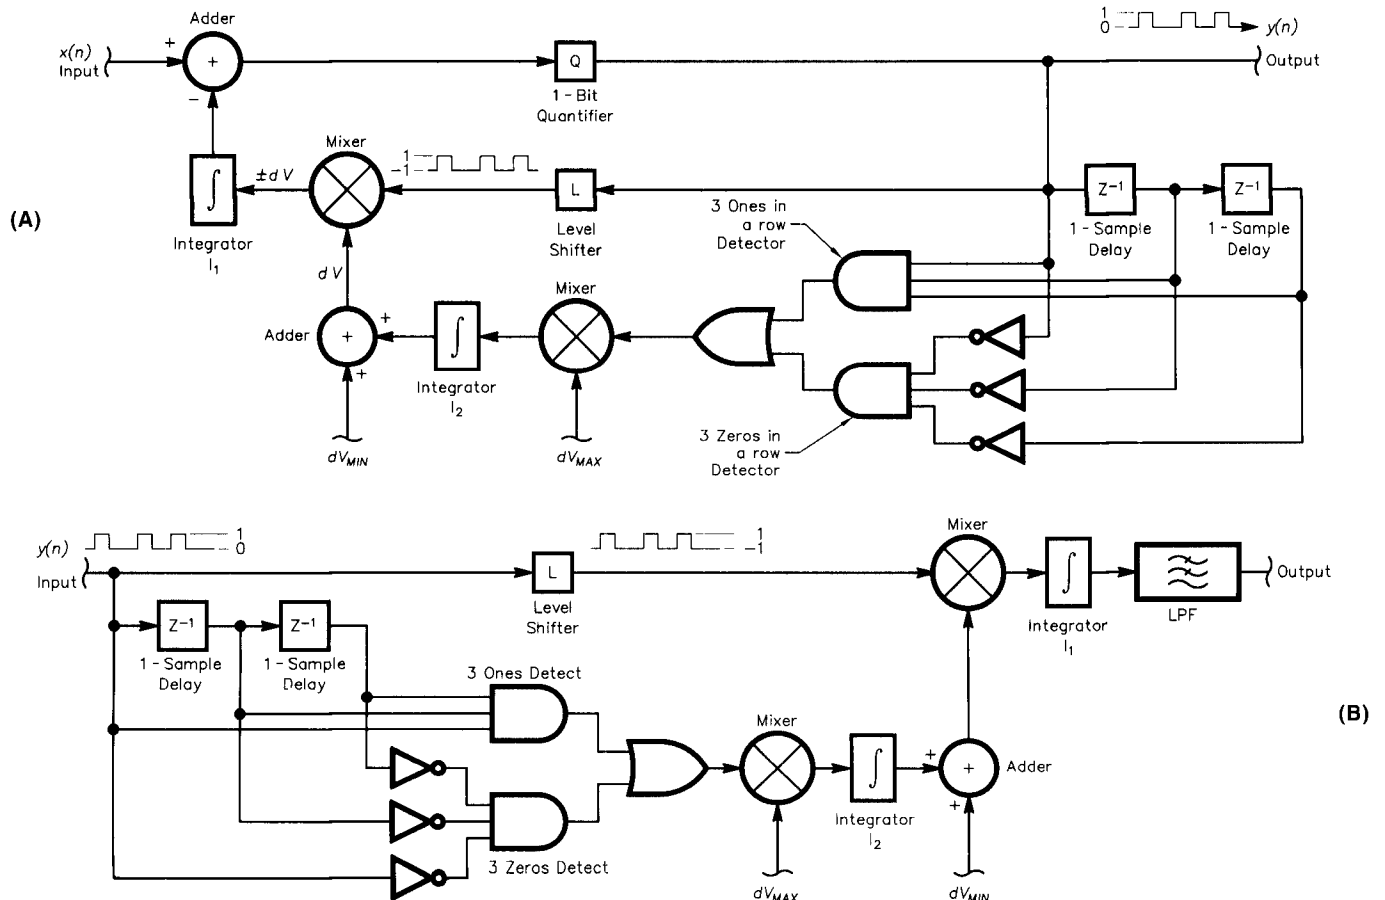 Adder
x(n)
Input
+
+
−
Q
1-Bit
Quantifier
1
0
y(n)
Output
Mixer
1
−1
±dV
∫
Integrator
I1
L
Level
Shifter
3 Ones in
a row
Detector
Z⁻¹
1-Sample
Delay
Z⁻¹
1-Sample
Delay
(A)
dV
Adder
+
+
+
∫
Integrator
I2
Mixer
dVMIN
dVMAX
3 Zeros in
a row
Detector
y(n)
Input
1
0
1
−1
L
Level
Shifter
Mixer
∫
Integrator
I1
LPF
Output
Z⁻¹
1-Sample
Delay
Z⁻¹
1-Sample
Delay
3 Ones Detect
3 Zeros Detect
Mixer
∫
Integrator
I2
+
+
+
Adder
dVMAX
dVMIN
(B)